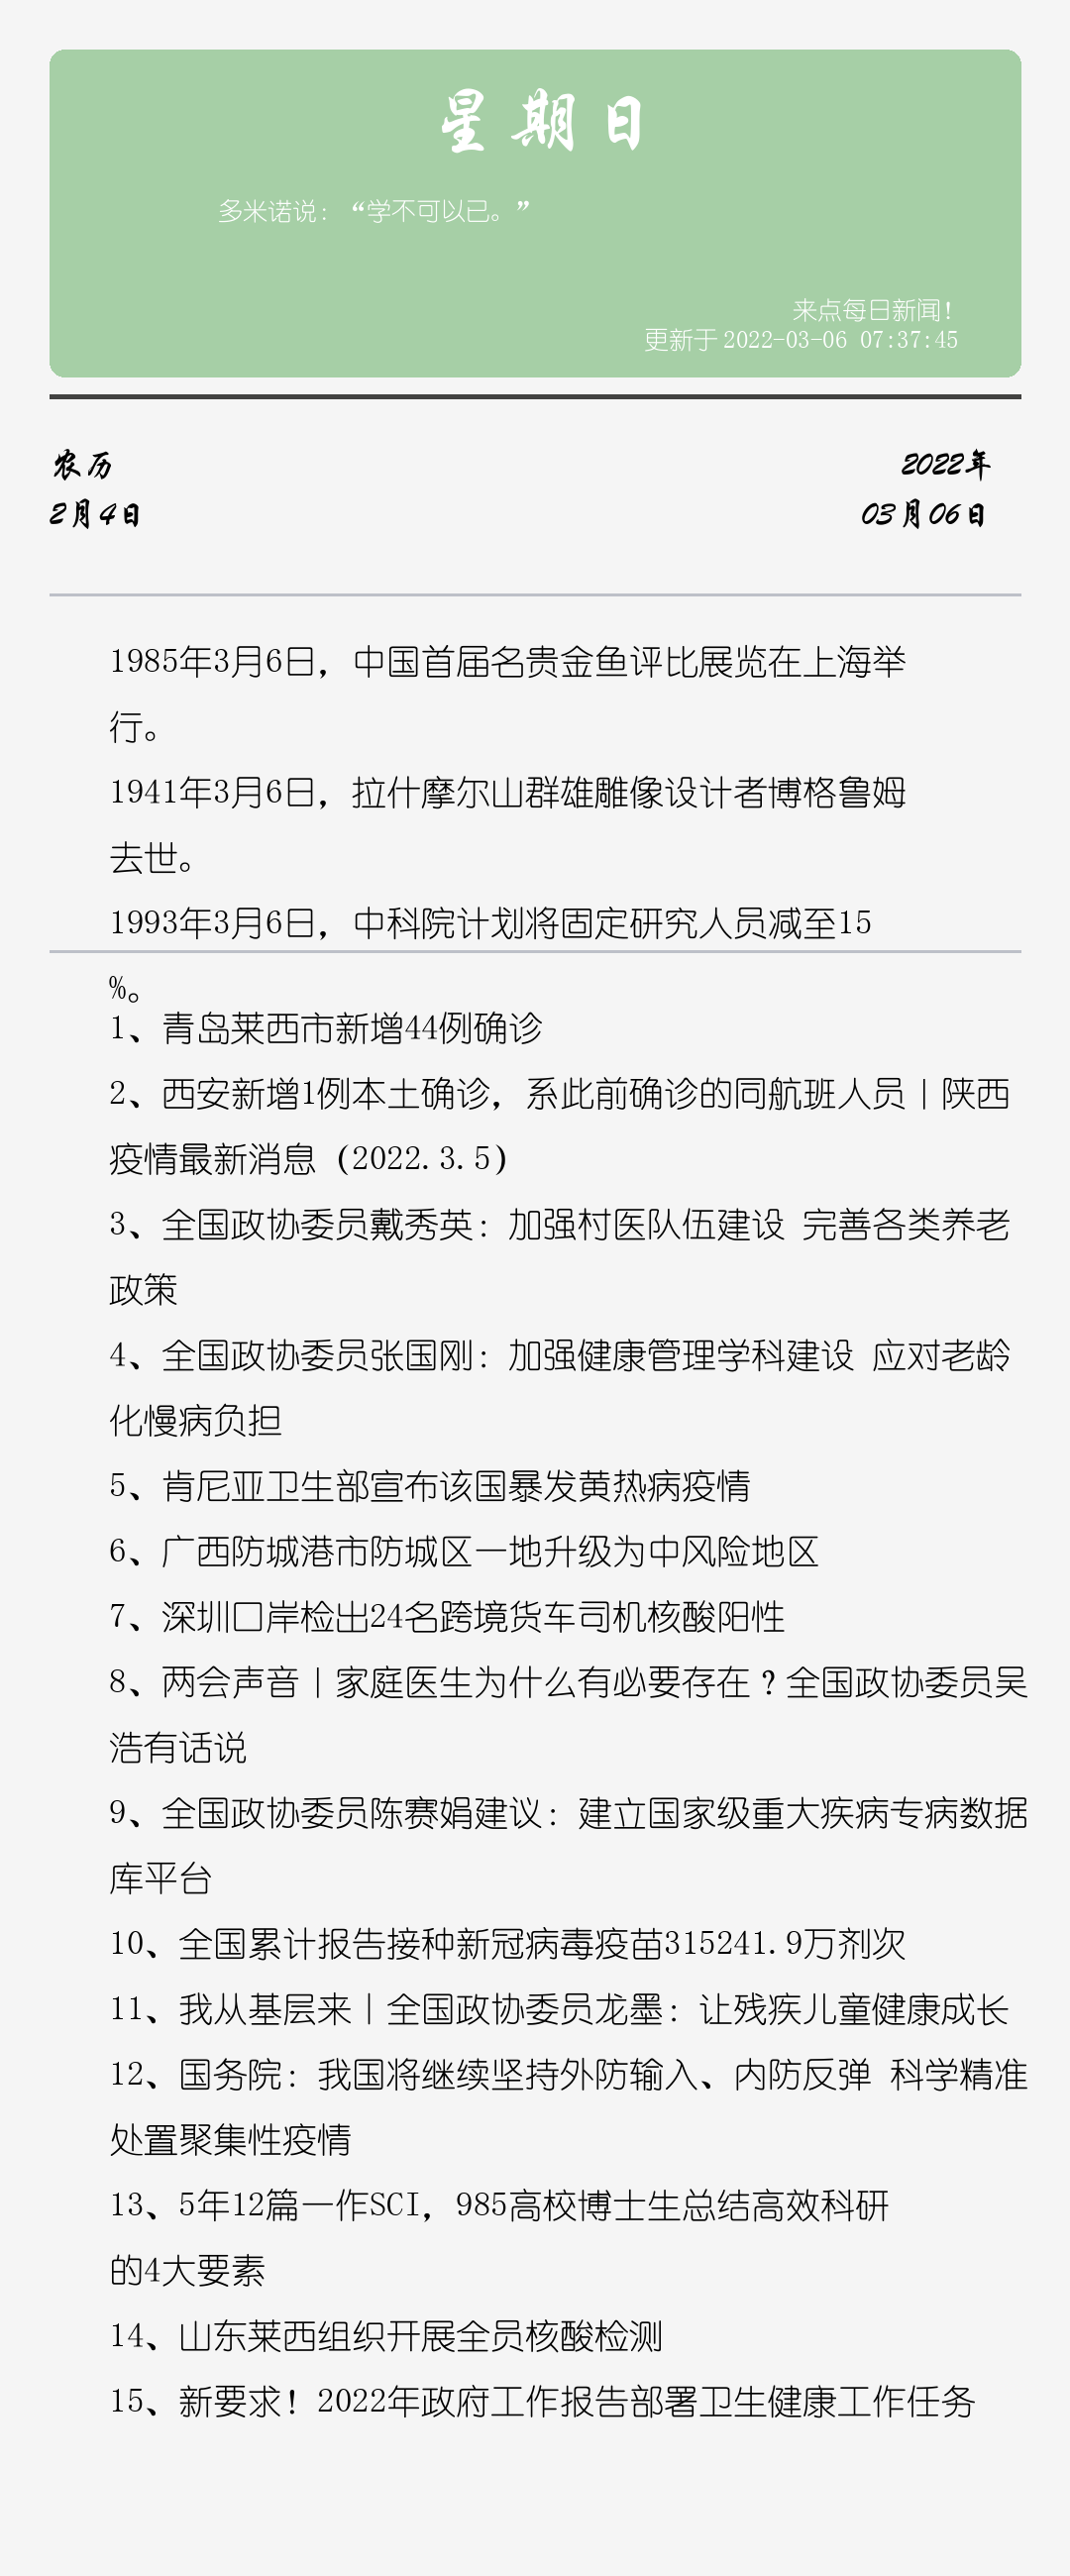 星期日
多米诺说：“学不可以已。”
来点每日新闻！
更新于2022-03-06 07:37:45
农历
2022年
2月4日
03月06日
1985年3月6日，中国首届名贵金鱼评比展览在上海举
行。
1941年3月6日，拉什摩尔山群雄雕像设计者博格鲁姆
去世。
1993年3月6日，中科院计划将固定研究人员减至15
%。
1、青岛莱西市新增44例确诊
2、西安新增1例本土确诊，系此前确诊的同航班人员丨陕西
疫情最新消息（2022.3.5）
3、全国政协委员戴秀英：加强村医队伍建设 完善各类养老
政策
4、全国政协委员张国刚：加强健康管理学科建设 应对老龄
化慢病负担
5、肯尼亚卫生部宣布该国暴发黄热病疫情
6、广西防城港市防城区一地升级为中风险地区
7、深圳口岸检出24名跨境货车司机核酸阳性
8、两会声音丨家庭医生为什么有必要存在？全国政协委员吴
浩有话说
9、全国政协委员陈赛娟建议：建立国家级重大疾病专病数据
库平台
10、全国累计报告接种新冠病毒疫苗315241.9万剂次
11、我从基层来丨全国政协委员龙墨：让残疾儿童健康成长
12、国务院：我国将继续坚持外防输入、内防反弹 科学精准
处置聚集性疫情
13、5年12篇一作SCI，985高校博士生总结高效科研
的4大要素
14、山东莱西组织开展全员核酸检测
15、新要求！2022年政府工作报告部署卫生健康工作任务